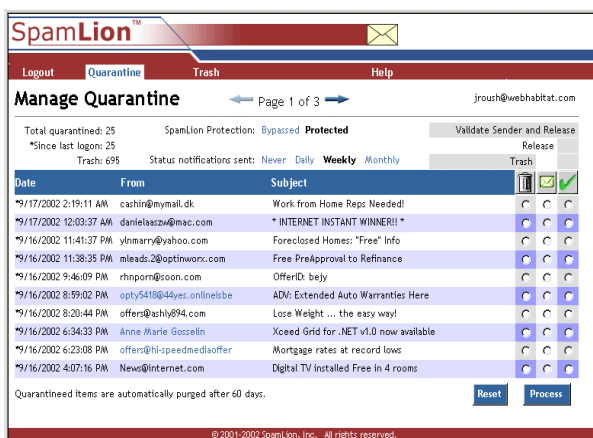 SpamLion™
Logout Quarantine Trash Help
Manage Quarantine Page 1 of 3 jroush@webhabitat.com
Total quarantined: 25 SpamLion Protection: Bypassed Protected Validate Sender and Release
*Since last logon: 25 Release
Trash: 695 Status notifications sent: Never Daily Weekly Monthly Trash
Date From Subject
*9/17/2002 2:19:11 AM cashin@mymail.dk Work from Home Reps Needed!
*9/17/2002 12:03:37 AM danielaaszw@mac.com * INTERNET INSTANT WINNER!! *
*9/16/2002 11:41:37 PM ylnmarry@yahoo.com Foreclosed Homes: "Free" Info
*9/16/2002 11:38:35 PM mleads.2@optinworx.com Free PreApproval to Refinance
*9/16/2002 9:46:09 PM rhnporn@soon.com OfferID: bejy
*9/16/2002 8:59:02 PM opty5418@44yes.onlineisbe ADV: Extended Auto Warranties Here
*9/16/2002 8:20:44 PM offers@ashly894.com Lose Weight ... the easy way!
*9/16/2002 6:34:33 PM Anne Marie Gosselin Xceed Grid for .NET v1.0 now available
*9/16/2002 6:23:08 PM offers@hi-speedmediaoffer Mortgage rates at record lows
*9/16/2002 4:07:16 PM News@internet.com Digital TV installed Free in 4 rooms
Quarantineed items are automatically purged after 60 days. Reset Process
© 2001-2002 SpamLion, Inc. All rights reserved.